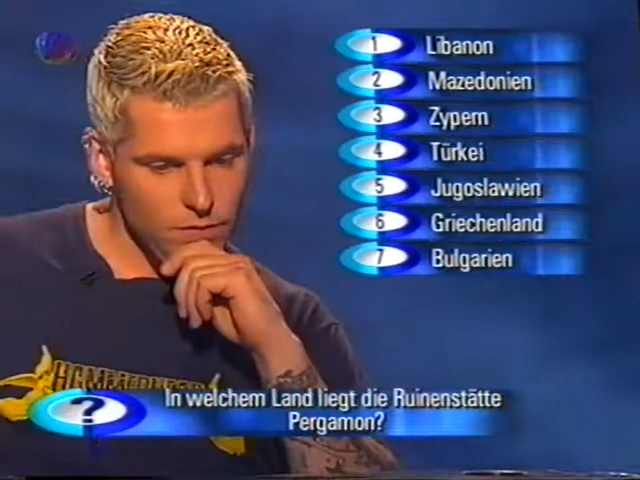 1 Libanon
2 Mazedonien
3 Zypern
4 Türkei
5 Jugoslawien
6 Griechenland
7 Bulgarien
? In welchem Land liegt die Ruinenstätte
Pergamon?